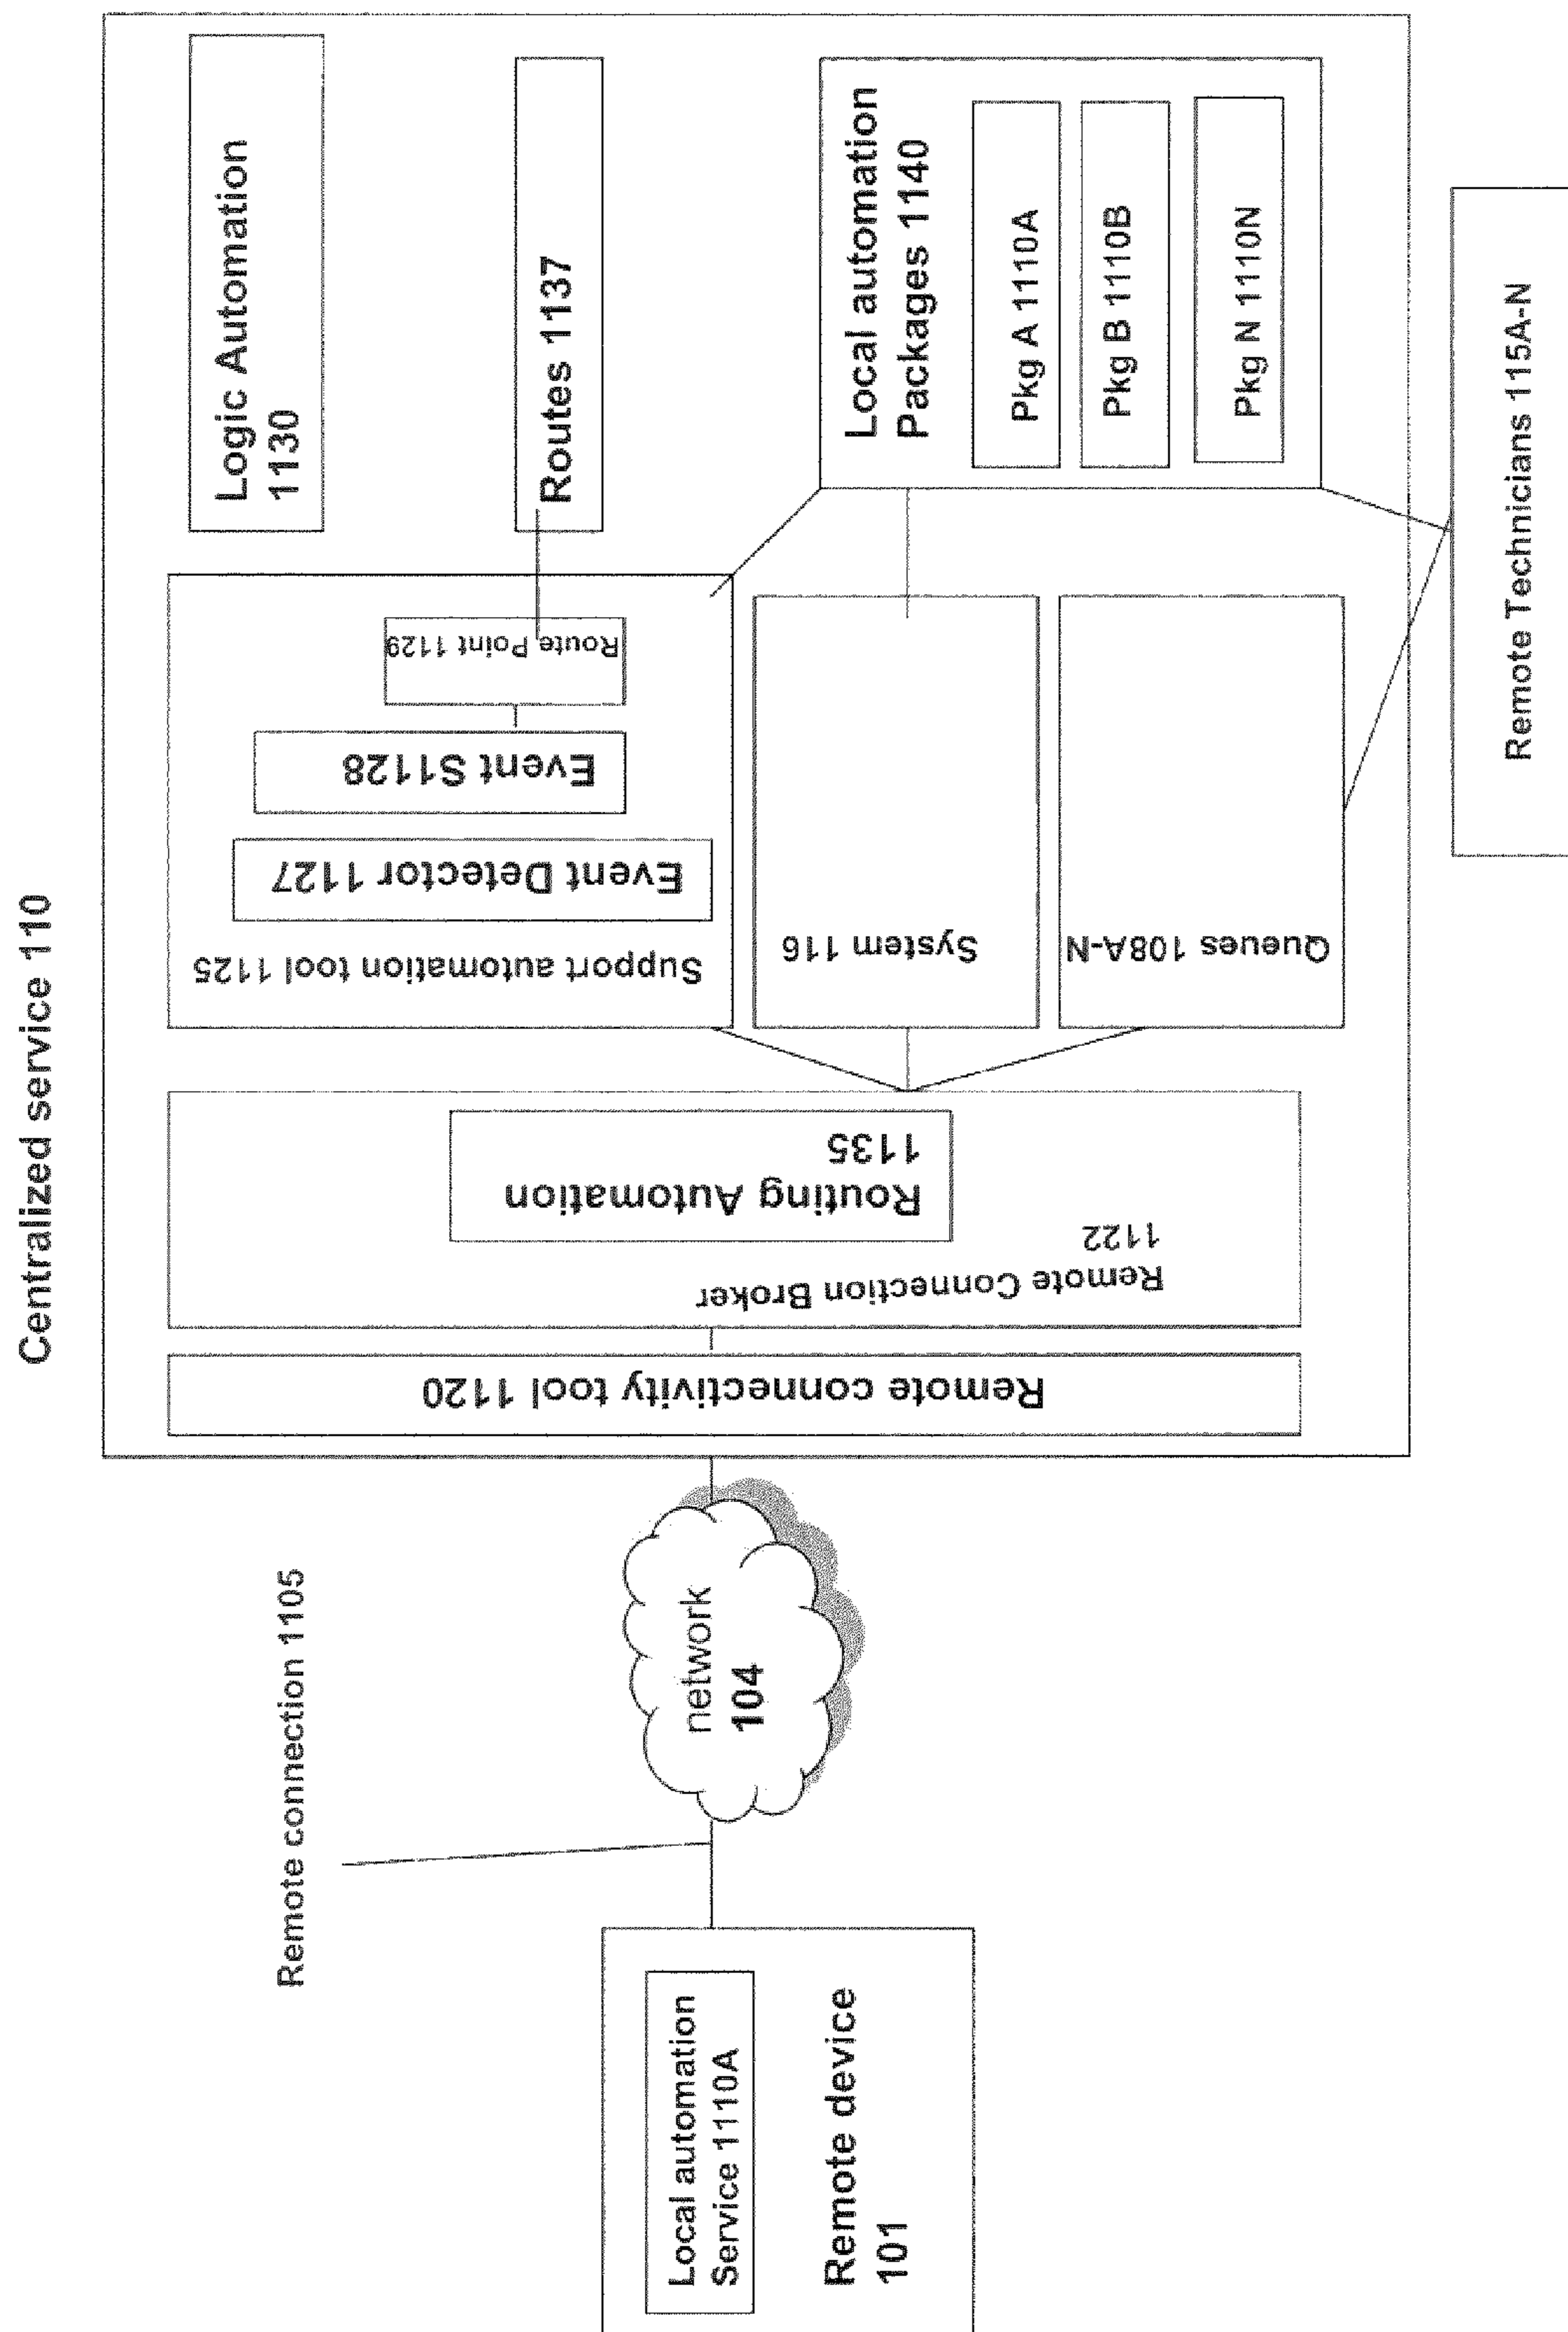 Centralized service 110
Remote connection 1105
Local automation
Service 1110A
Remote device
101
network
104
Remote connectivity tool 1120
Remote Connection Broker
1122
Routing Automation
1135
Support automation tool 1125
Event Detector 1127
Event S1128
Route Point 1129
System 116
Queues 108A-N
Logic Automation
1130
Routes 1137
Local automation
Packages 1140
Pkg A 1110A
Pkg B 1110B
Pkg N 1110N
Remote Technicians 115A-N